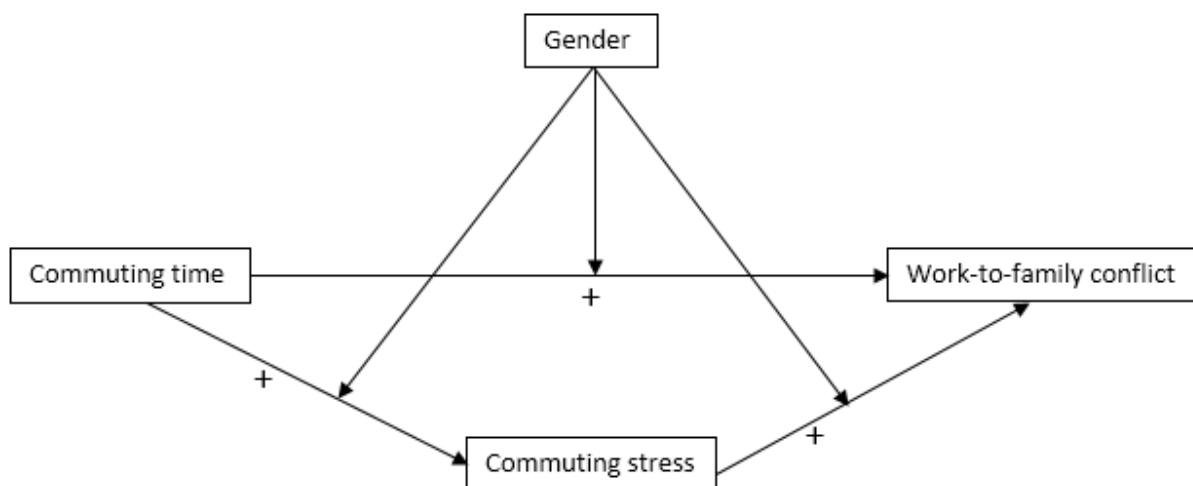 Gender
Commuting time
Work-to-family conflict
+
+
+
Commuting stress